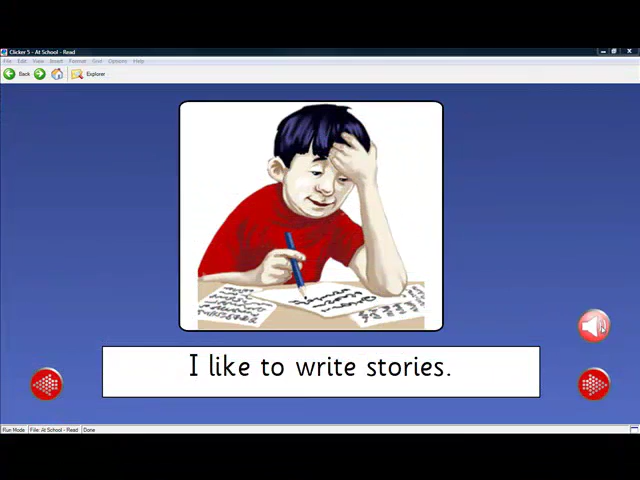 Clicker 5 - At School - Read
File Edit View Insert Format Grid Options Help
Back Explorer
I like to write stories.
Run Mode File: At School - Read Done